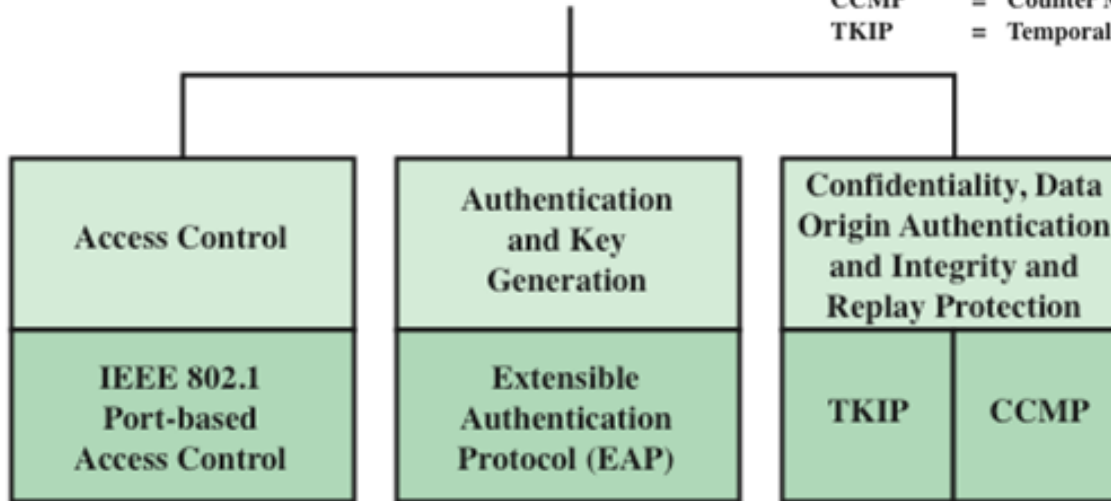 CCMP = Counter
TKIP = Temporal
Access Control
Authentication
and Key
Generation
Confidentiality, Data
Origin Authentication
and Integrity and
Replay Protection
IEEE 802.1
Port-based
Access Control
Extensible
Authentication
Protocol (EAP)
TKIP
CCMP